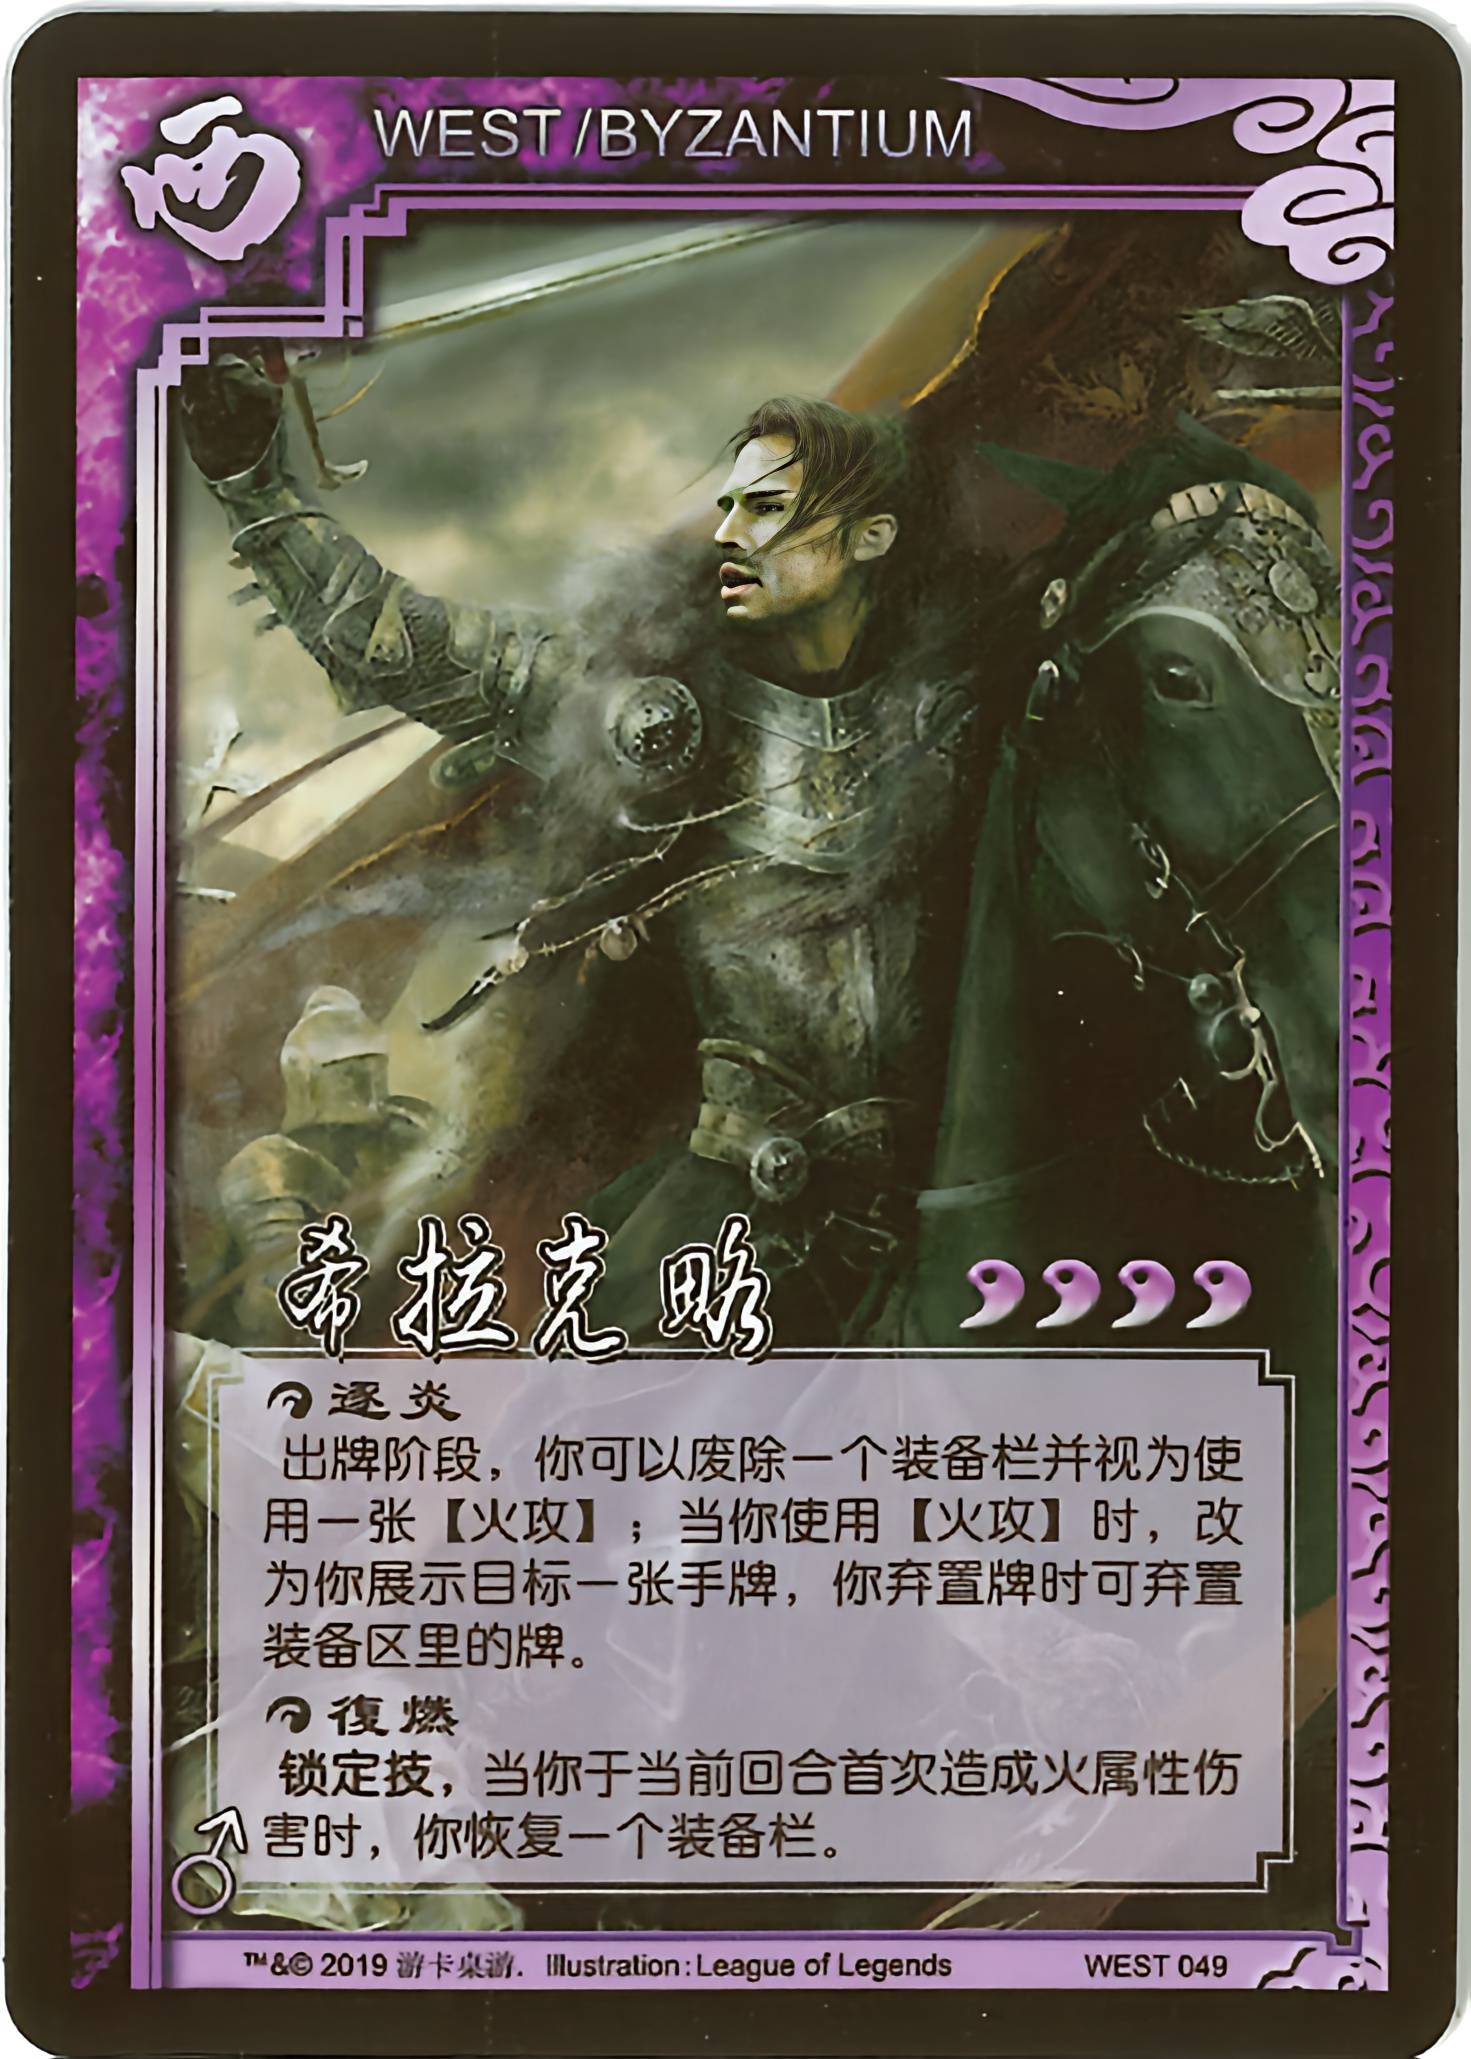 西
WEST /BYZANTIUM
希拉克略
逐炎
出牌阶段，你可以废除一个装备栏并视为使
用一张【火攻】；当你使用【火攻】时，改
为你展示目标一张手牌，你弃置牌时可弃置
装备区里的牌。
復燃
锁定技，当你于当前回合首次造成火属性伤
害时，你恢复一个装备栏。
™&© 2019 游卡桌游. Illustration: League of Legends
WEST 049